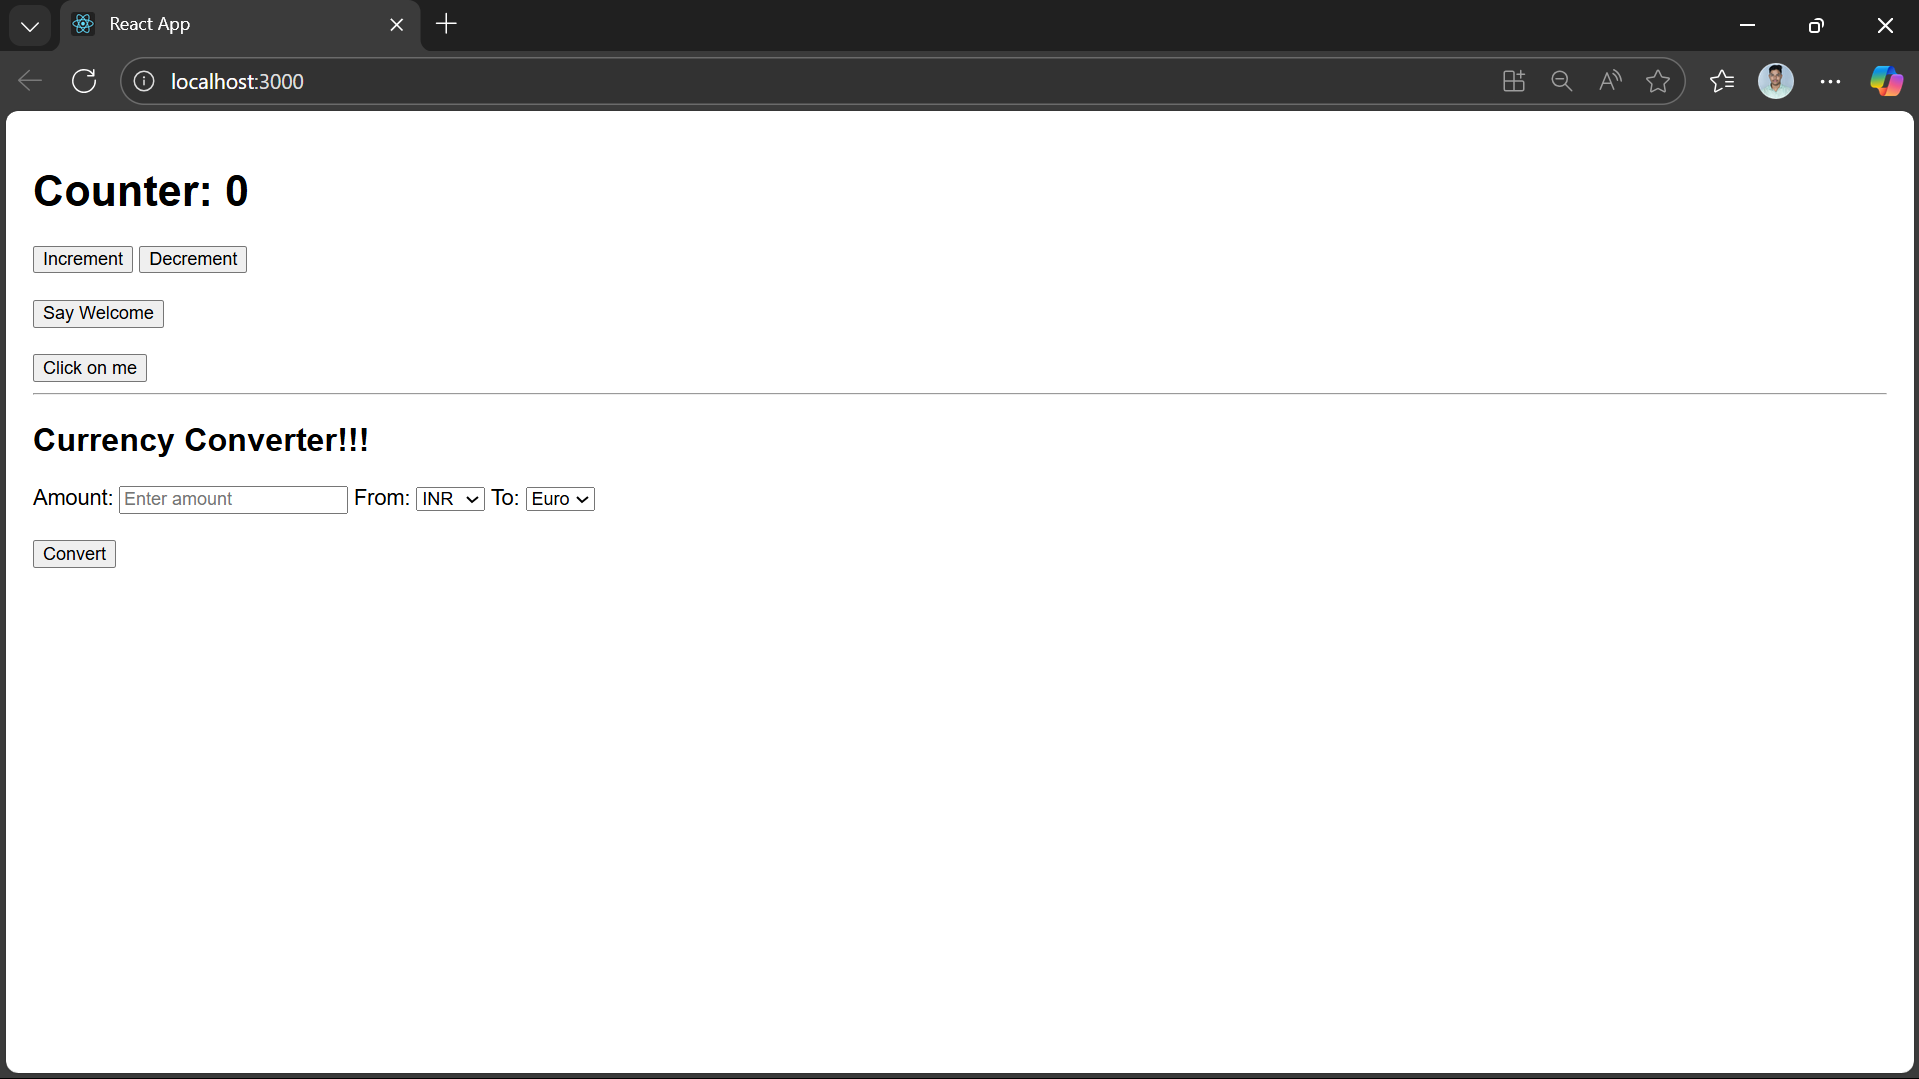 React App
localhost:3000
Counter: 0
Increment Decrement
Say Welcome
Click on me
Currency Converter!!!
Amount: Enter amount From: INR To: Euro
Convert